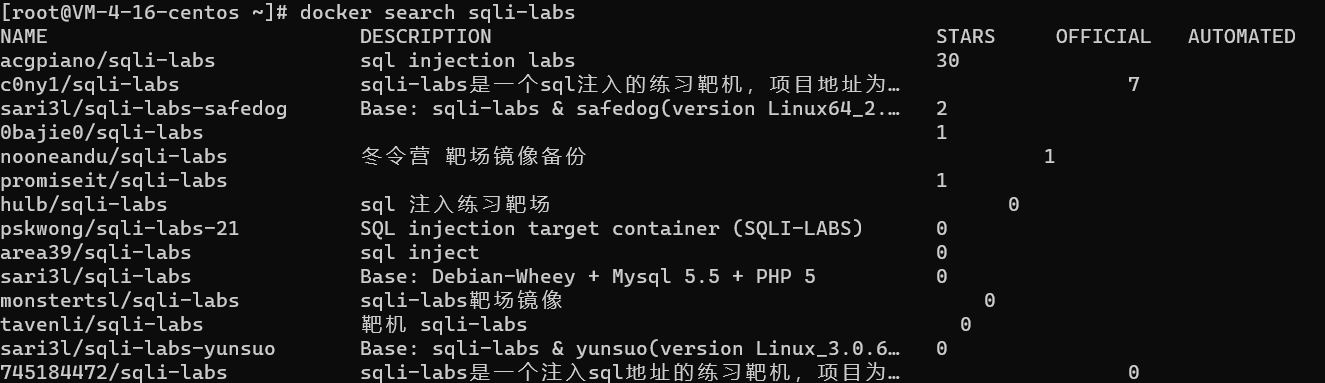 [root@VM-4-16-centos ~]# docker search sqli-labs
NAME DESCRIPTION STARS OFFICIAL AUTOMATED
acgpiano/sqli-labs sql injection labs 30
c0ny1/sqli-labs sqli-labs是一个sql注入的练习靶机，项目地址为… 7
sari3l/sqli-labs-safedog Base: sqli-labs & safedog(version Linux64_2.… 2
0bajie0/sqli-labs 1
nooneandu/sqli-labs 冬令营 靶场镜像备份 1
promiseit/sqli-labs 1
hulb/sqli-labs sql 注入练习靶场 0
pskwong/sqli-labs-21 SQL injection target container (SQLI-LABS) 0
area39/sqli-labs sql inject 0
sari3l/sqli-labs Base: Debian-Wheey + Mysql 5.5 + PHP 5 0
monstertsl/sqli-labs sqli-labs靶场镜像 0
tavenli/sqli-labs 靶机 sqli-labs 0
sari3l/sqli-labs-yunsuo Base: sqli-labs & yunsuo(version Linux_3.0.6… 0
745184472/sqli-labs sqli-labs是一个注入sql地址的练习靶机，项目为… 0